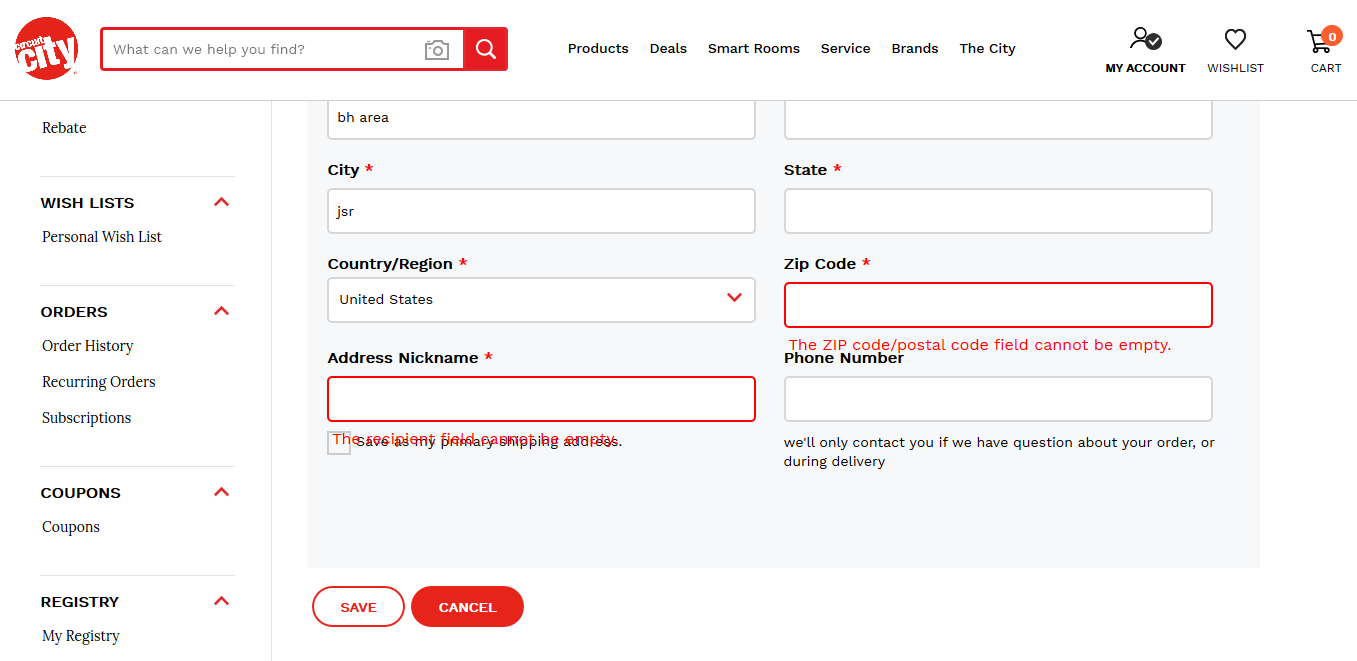 circuit
city
What can we help you find?
Products
Deals
Smart Rooms
Service
Brands
The City
MY ACCOUNT
WISHLIST
0
CART
Rebate
WISH LISTS
Personal Wish List
ORDERS
Order History
Recurring Orders
Subscriptions
COUPONS
Coupons
REGISTRY
My Registry
bh area
City *
jsr
State *
Country/Region *
United States
Zip Code *
The ZIP code/postal code field cannot be empty.
Address Nickname *
Phone Number
The recipient field cannot be empty.
Save as my primary shipping address.
we'll only contact you if we have question about your order, or
during delivery
SAVE
CANCEL